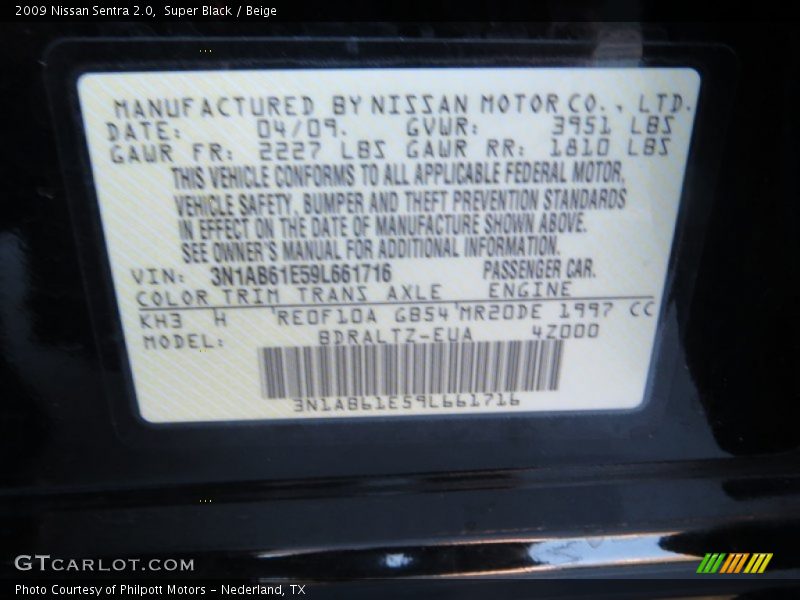 2009 Nissan Sentra 2.0, Super Black / Beige
MANUFACTURED BY NISSAN MOTOR CO., LTD.
DATE: 04/09. GVWR: 3951 LBS
GAWR FR: 2227 LBS GAWR RR: 1810 LBS
THIS VEHICLE CONFORMS TO ALL APPLICABLE FEDERAL MOTOR,
VEHICLE SAFETY, BUMPER AND THEFT PREVENTION STANDARDS
IN EFFECT ON THE DATE OF MANUFACTURE SHOWN ABOVE.
SEE OWNER'S MANUAL FOR ADDITIONAL INFORMATION.
VIN: 3N1AB61E59L661716 PASSENGER CAR.
COLOR TRIM TRANS AXLE ENGINE
KH3 H 'RE0F10A GB54'MR20DE 1997 CC
MODEL: BDRALTZ-EUA 4Z000
3N1AB61E59L661716
GTCARLOT.COM
Photo Courtesy of Philpott Motors - Nederland, TX